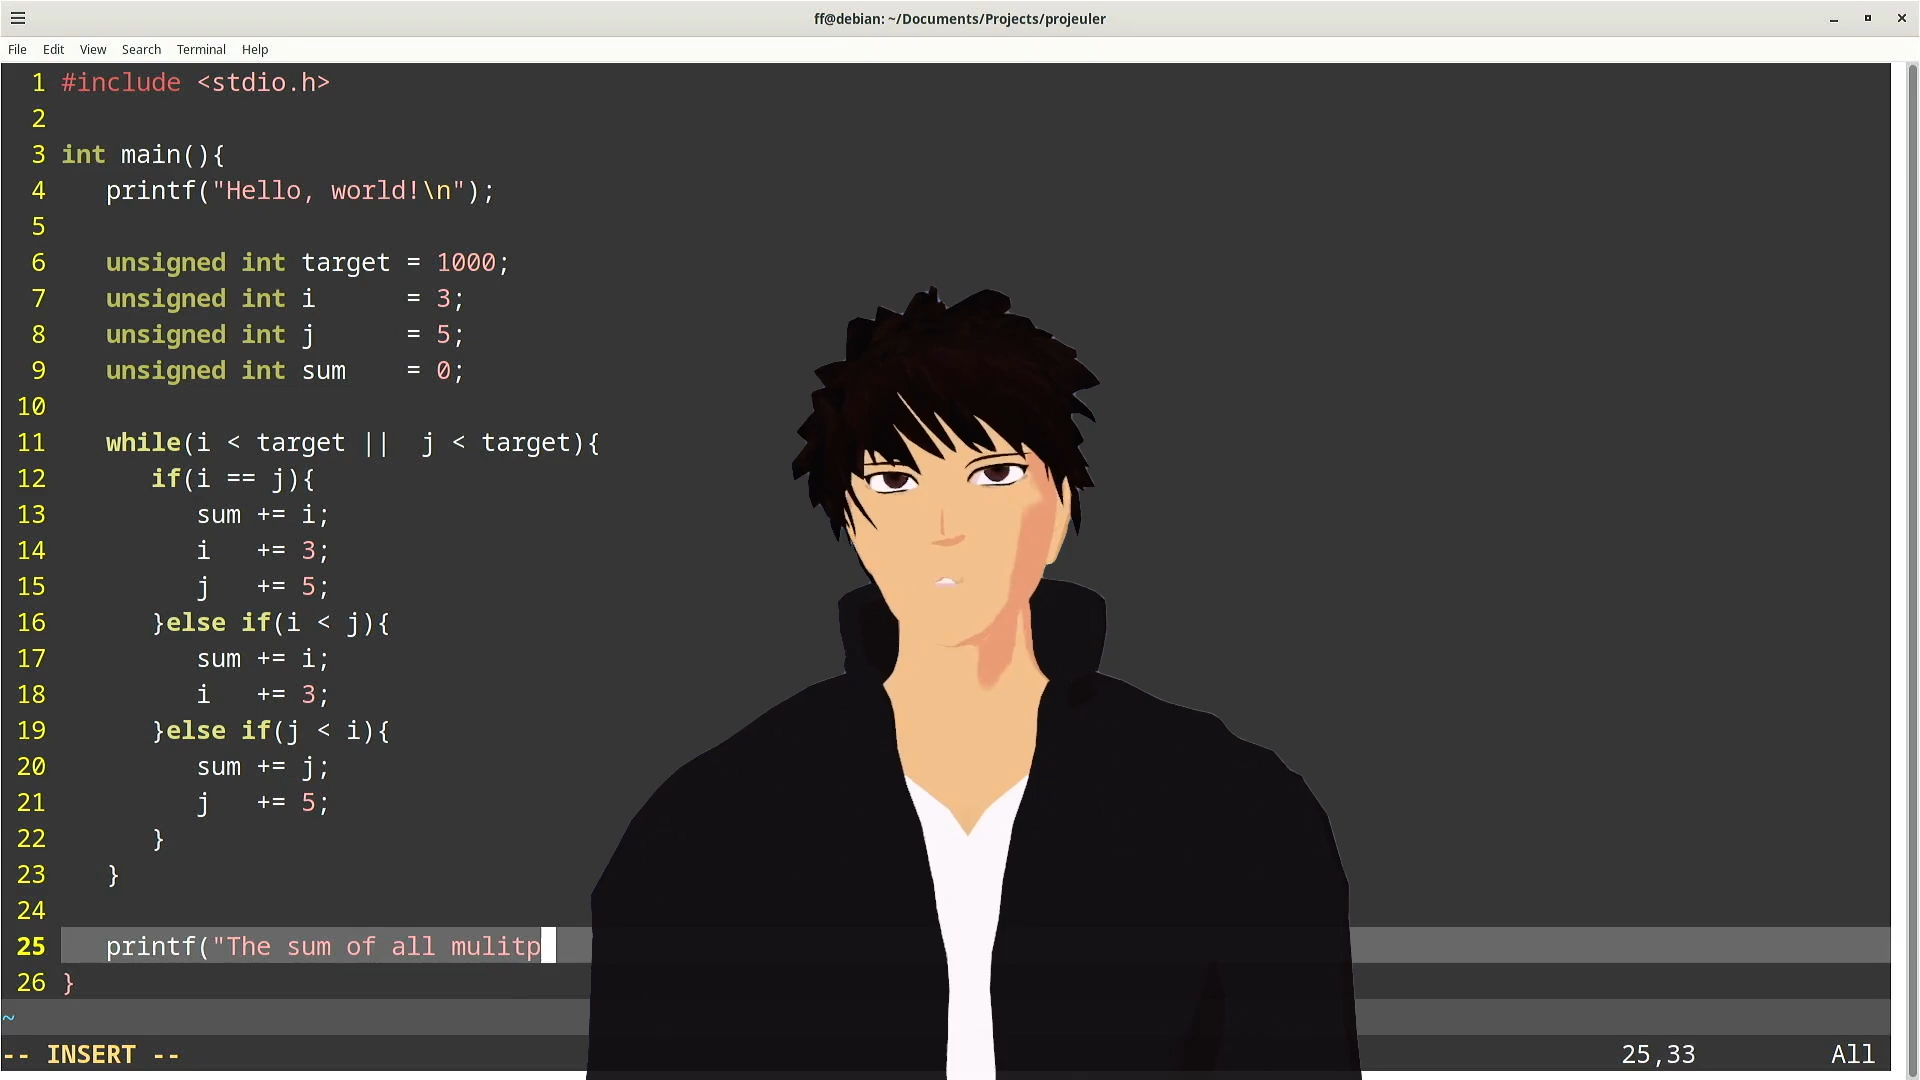 ff@debian: ~/Documents/Projects/projeuler
File Edit View Search Terminal Help
1 #include <stdio.h>
2
3 int main(){
4    printf("Hello, world!\n");
5
6    unsigned int target = 1000;
7    unsigned int i      = 3;
8    unsigned int j      = 5;
9    unsigned int sum    = 0;
10
11    while(i < target ||  j < target){
12       if(i == j){
13          sum += i;
14          i   += 3;
15          j   += 5;
16       }else if(i < j){
17          sum += i;
18          i   += 3;
19       }else if(j < i){
20          sum += j;
21          j   += 5;
22       }
23    }
24
25    printf("The sum of all mulitp
26 }
~
-- INSERT -- 25,33 All